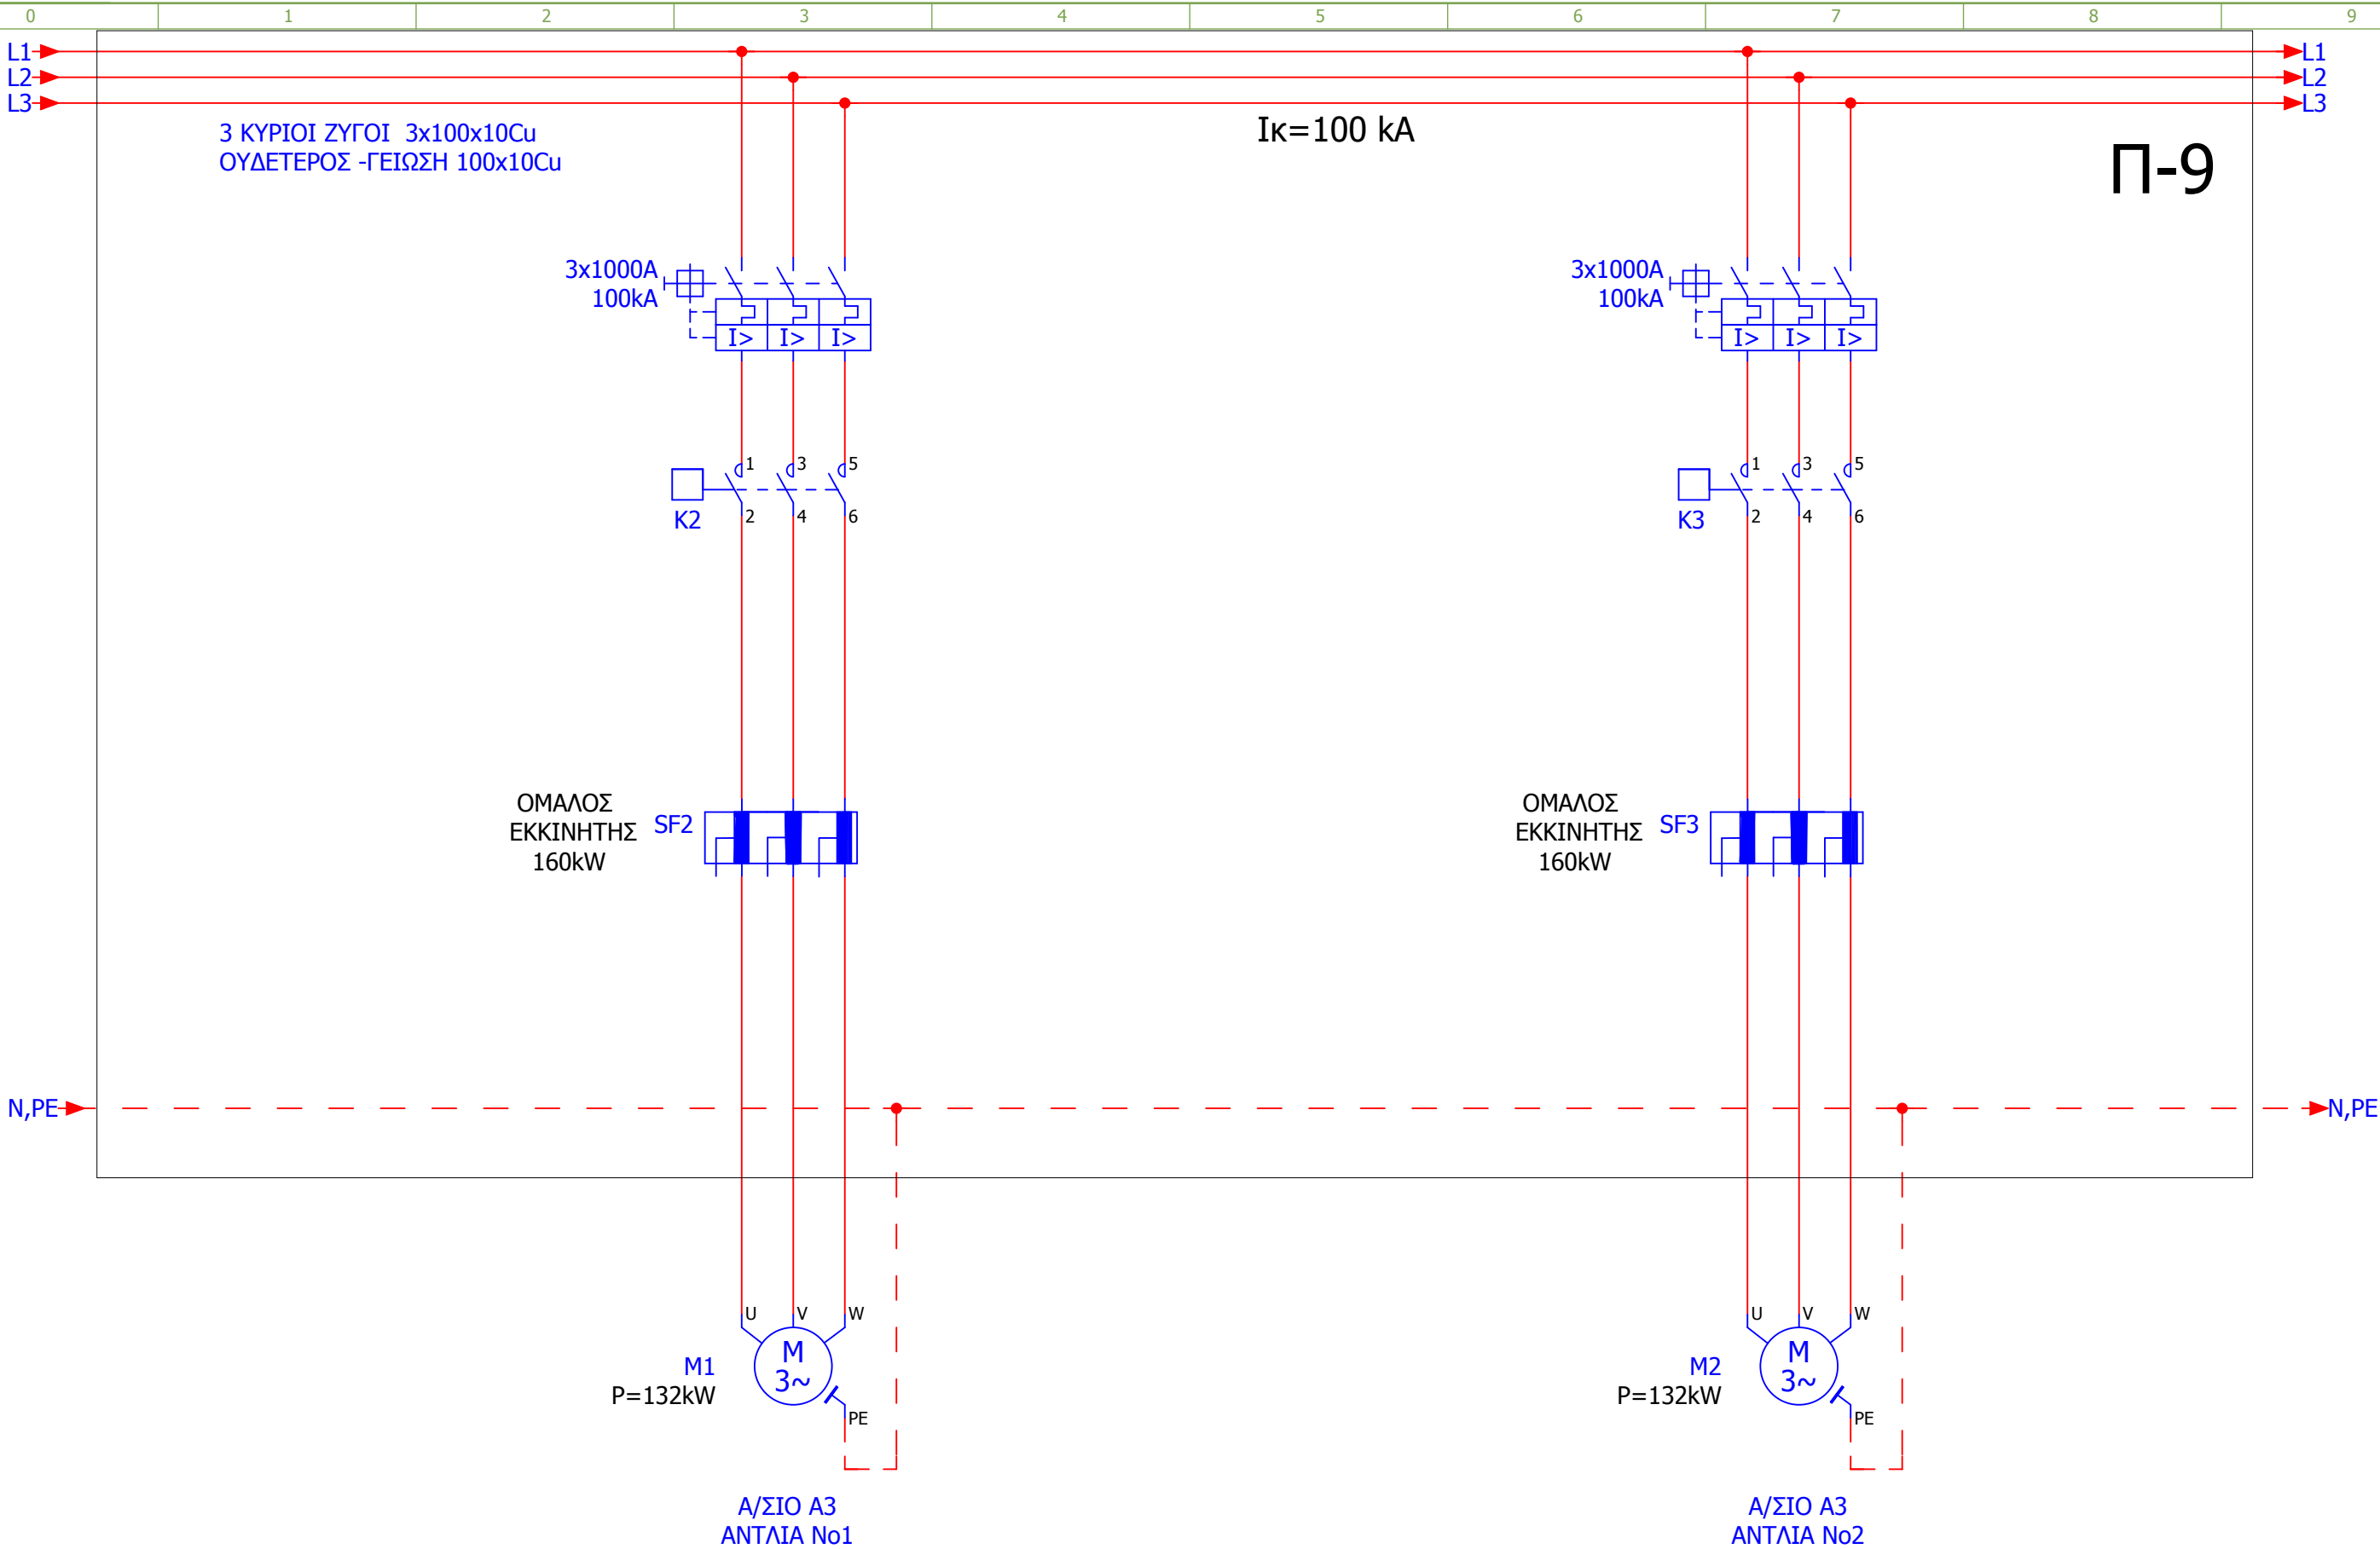 0 1 2 3 4 5 6 7 8 9
L1 L1
L2 L2
L3 L3
3 ΚΥΡΙΟΙ ΖΥΓΟΙ 3x100x10Cu
ΟΥΔΕΤΕΡΟΣ -ΓΕΙΩΣΗ 100x10Cu
Ικ=100 kA
Π-9
3x1000A
100kA
I> I> I>
3x1000A
100kA
I> I> I>
1 3 5
K2
2 4 6
1 3 5
K3
2 4 6
ΟΜΑΛΟΣ
ΕΚΚΙΝΗΤΗΣ
160kW
SF2
ΟΜΑΛΟΣ
ΕΚΚΙΝΗΤΗΣ
160kW
SF3
N,PE N,PE
U V W
M
3~
M1
P=132kW
PE
Α/ΣΙΟ Α3
ΑΝΤΛΙΑ Νο1
U V W
M
3~
M2
P=132kW
PE
Α/ΣΙΟ Α3
ΑΝΤΛΙΑ Νο2